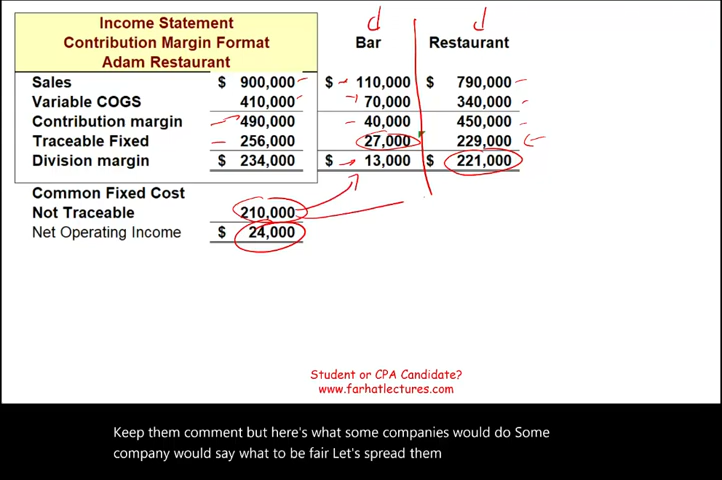 Income Statement
Contribution Margin Format
Adam Restaurant
d d
Bar Restaurant
Sales $ 900,000 $ 110,000 $ 790,000
Variable COGS 410,000 70,000 340,000
Contribution margin 490,000 40,000 450,000
Traceable Fixed 256,000 27,000 229,000
Division margin $ 234,000 $ 13,000 $ 221,000
Common Fixed Cost
Not Traceable 210,000
Net Operating Income $ 24,000
Student or CPA Candidate?
www.farhatlectures.com
Keep them comment but here's what some companies would do Some
company would say what to be fair Let's spread them